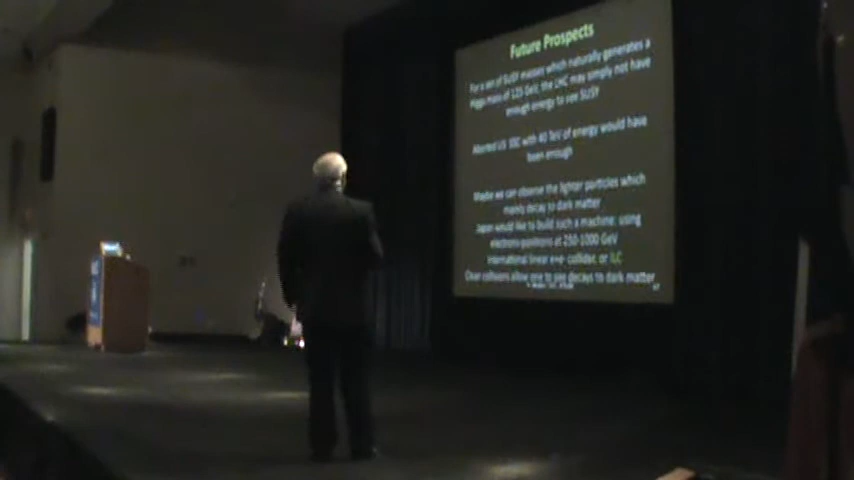 Future Prospects
For a set of SUSY masses which naturally generates a
Higgs mass of 125 GeV, the LHC may simply not have
enough energy to see SUSY
Aborted US SSC with 40 TeV of energy would have
been enough
Maybe we can observe the lighter particles which
mainly decay to dark matter
Japan would like to build such a machine: using
electrons-positrons at 250-1000 GeV
International linear e+e- collider, or ILC
Clear collisions allow one to see decays to dark matter